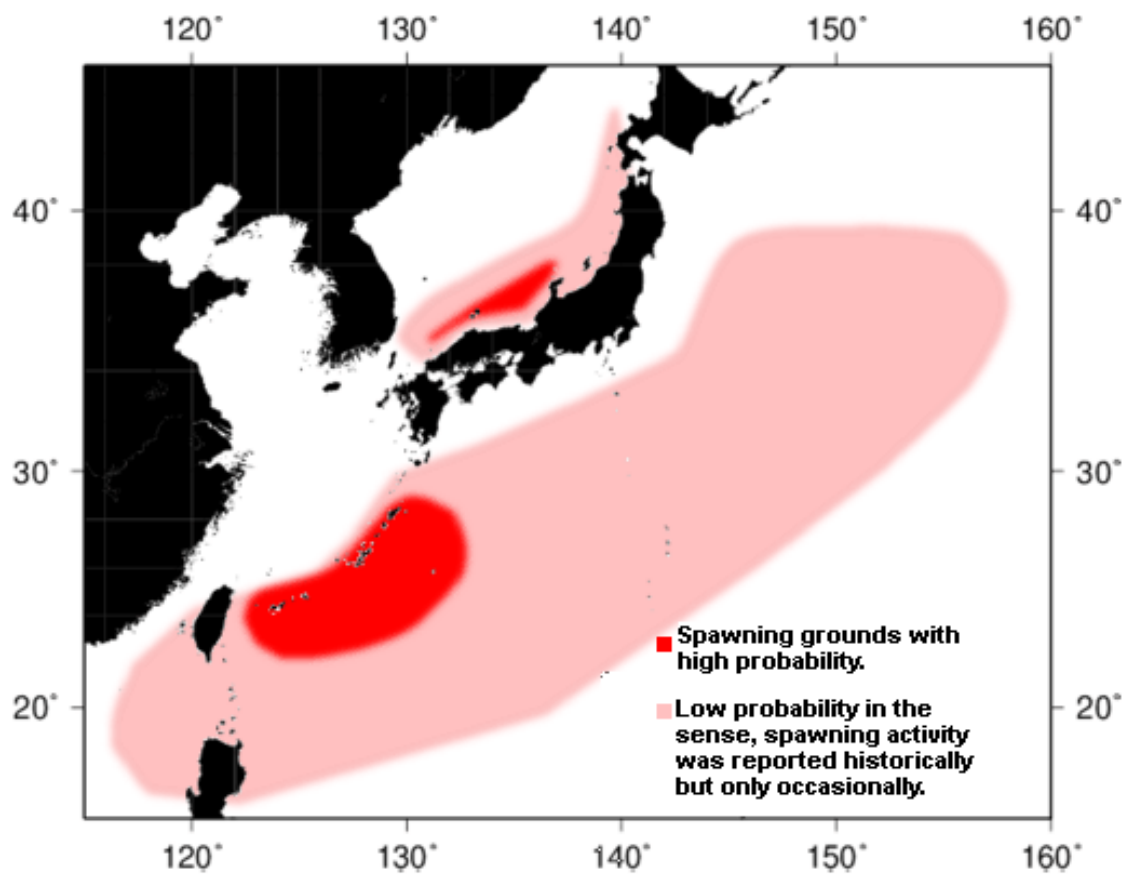 120° 130° 140° 150° 160°
40° 40°
30° 30°
Spawning grounds with
high probability.
20° 20°
Low probability in the
sense, spawning activity
was reported historically
but only occasionally.
120° 130° 140° 150° 160°